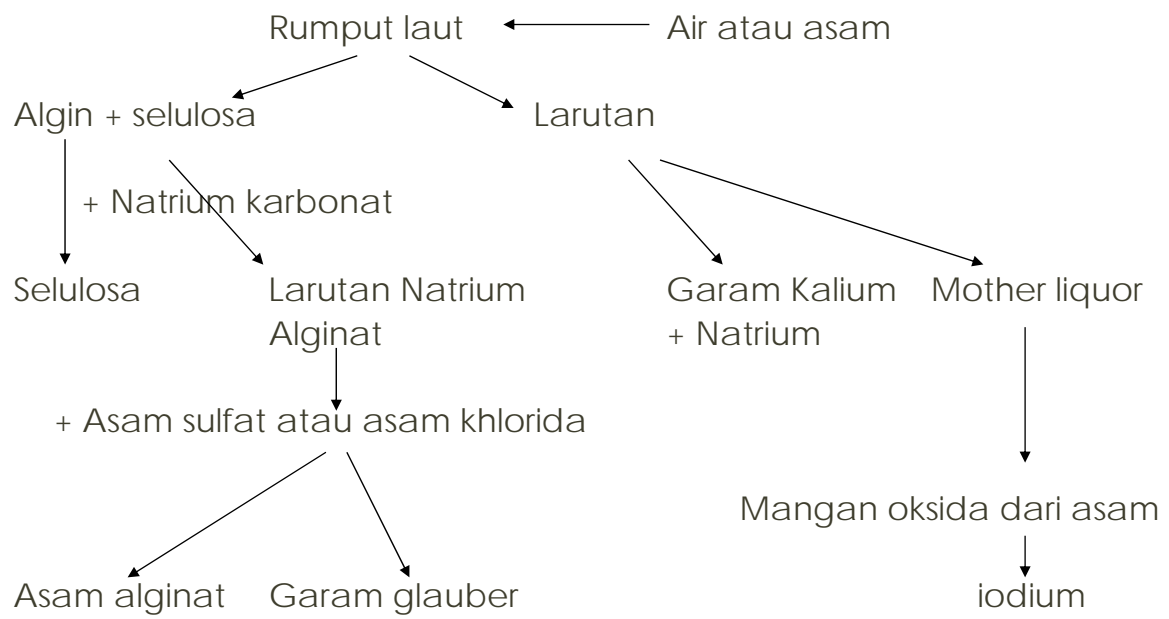 Rumput laut
Air atau asam
Algin + selulosa
Larutan
+ Natrium karbonat
Selulosa
Larutan Natrium
Alginat
Garam Kalium
+ Natrium
Mother liquor
+ Asam sulfat atau asam khlorida
Mangan oksida dari asam
Asam alginat
Garam glauber
iodium